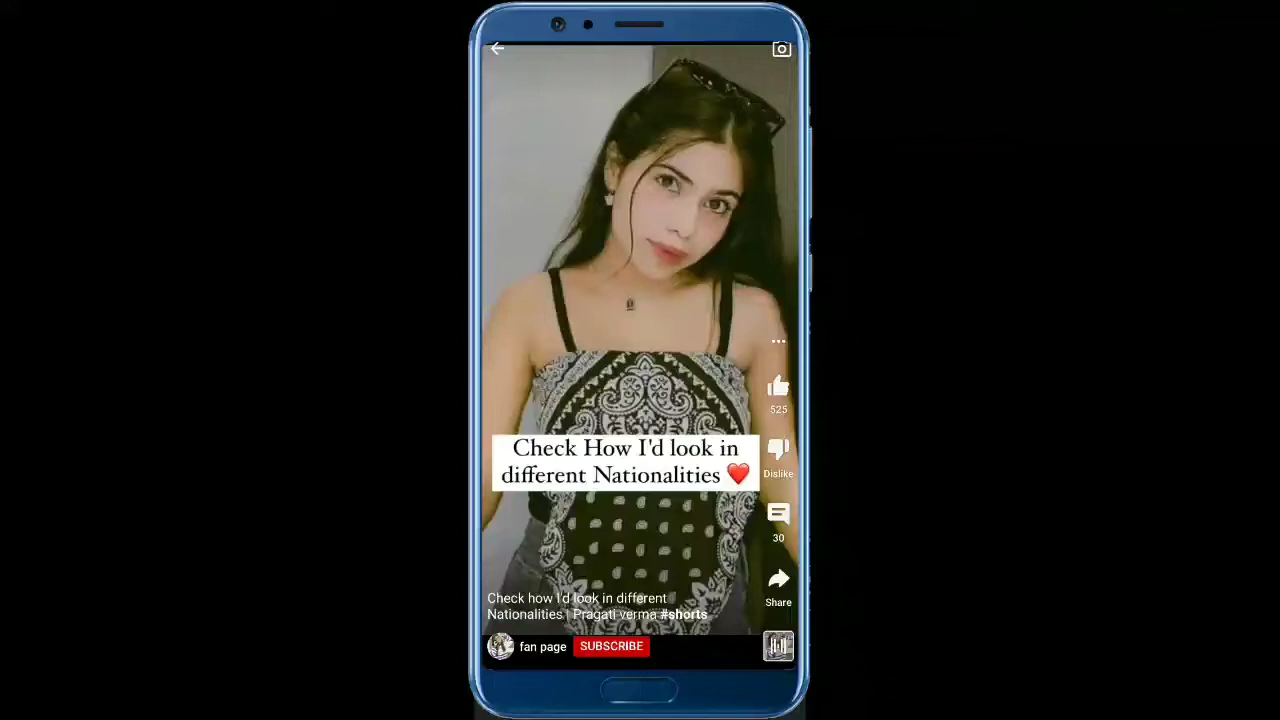 525
Check How I'd look in
different Nationalities ❤️
Dislike
30
Check how I'd look in different
Nationalities | Pragati verma #shorts
Share
fan page SUBSCRIBE